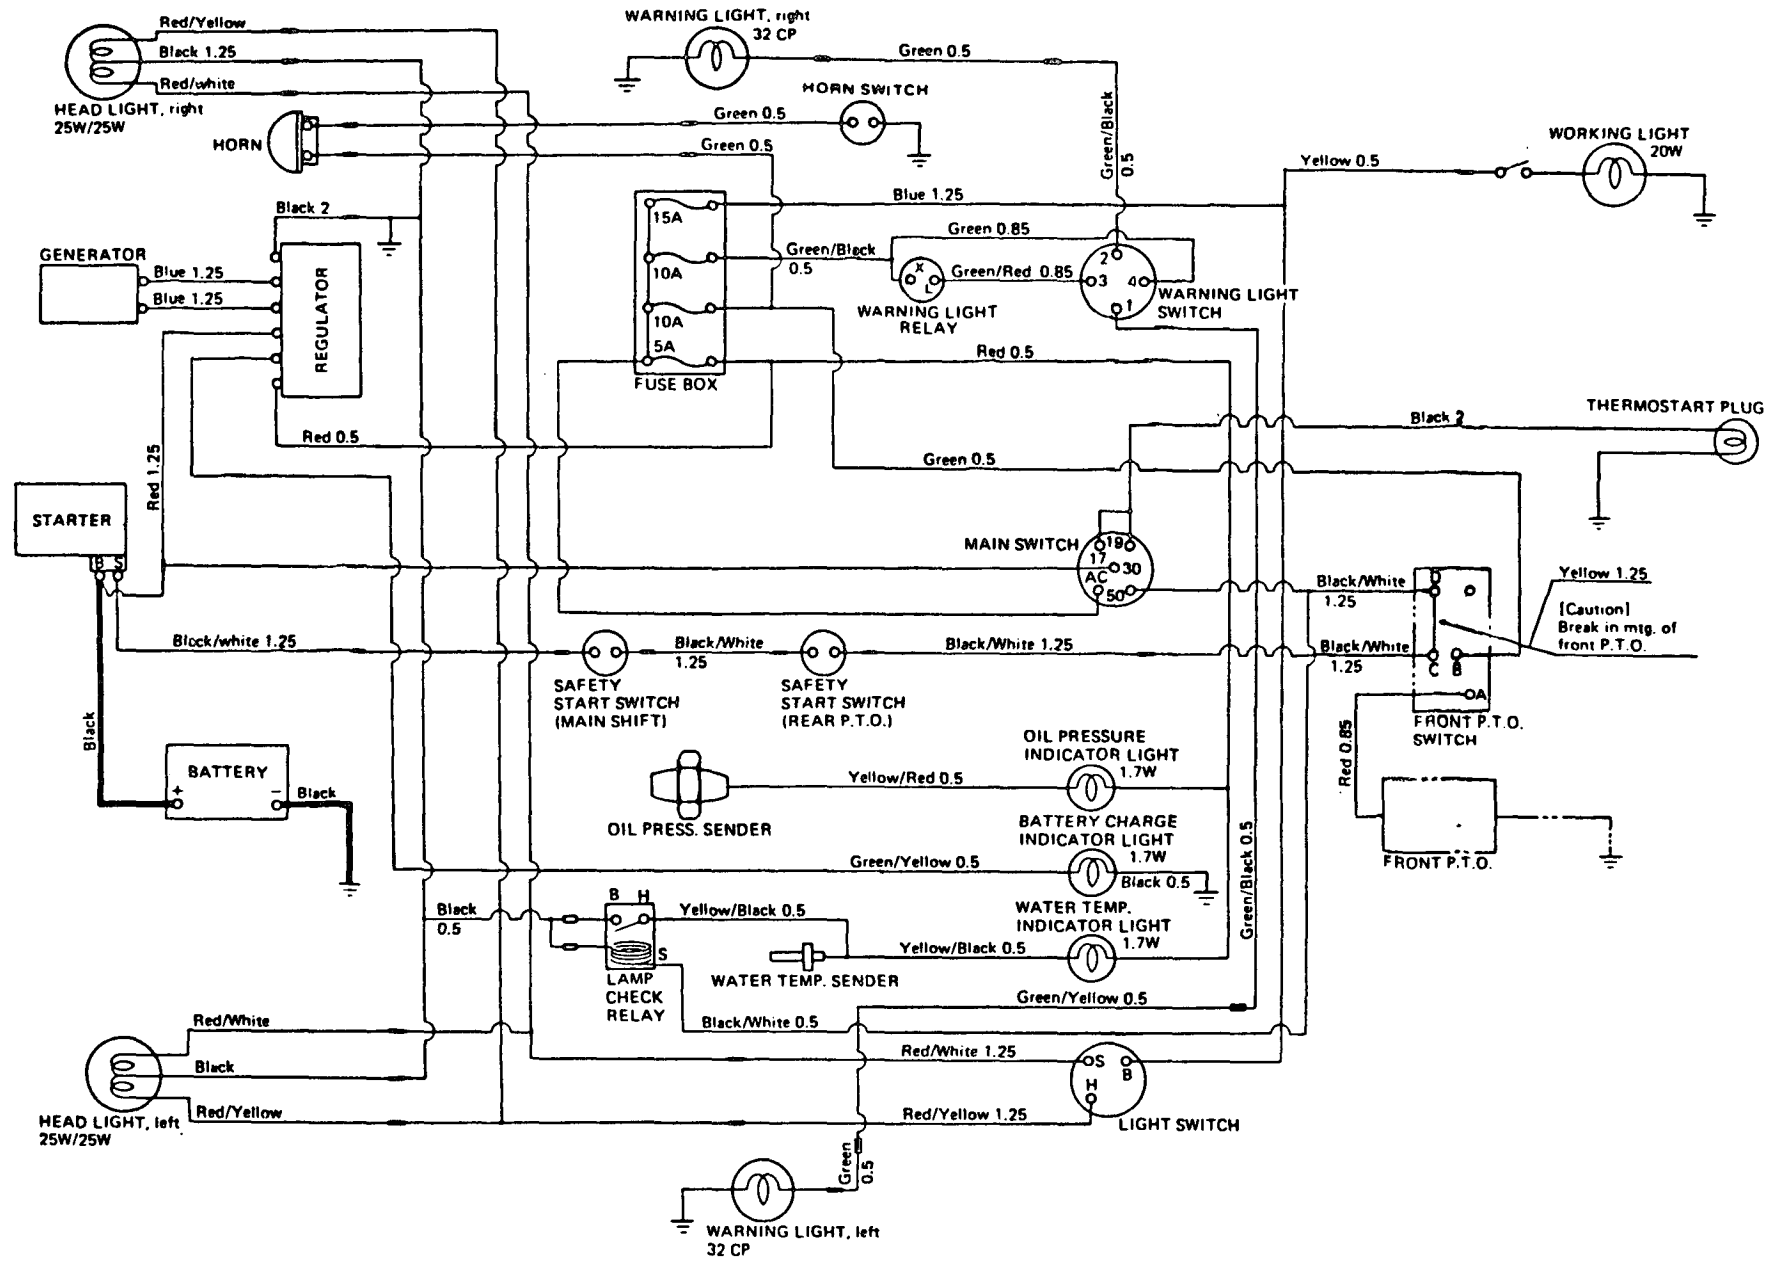 Red/Yellow
Black 1.25
Red/white
HEAD LIGHT, right
25W/25W
WARNING LIGHT, right
32 CP
Green 0.5
HORN SWITCH
Green 0.5
HORN
Green 0.5
Green/Black
0.5
WORKING LIGHT
20W
Yellow 0.5
Black 2
Blue 1.25
15A
Green 0.85
GENERATOR
Blue 1.25
Blue 1.25
REGULATOR
10A
Green/Black
0.5
X
L
Green/Red 0.85
2
3
4
1
WARNING LIGHT
SWITCH
WARNING LIGHT
RELAY
10A
5A
FUSE BOX
Red 0.5
Red 0.5
Black 2
THERMOSTART PLUG
Red 1.25
Green 0.5
STARTER
B S
MAIN SWITCH
19
17
30
AC
50
Black/White
1.25
D
Yellow 1.25
[Caution]
Break in mtg. of
front P.T.O.
Block/white 1.25
Black/White
1.25
Black/White 1.25
Black/White
1.25
C B
A
SAFETY
START SWITCH
(MAIN SHIFT)
SAFETY
START SWITCH
(REAR P.T.O.)
FRONT P.T.O.
SWITCH
Black
BATTERY
+
−
Black
OIL PRESSURE
INDICATOR LIGHT
1.7W
Yellow/Red 0.5
OIL PRESS. SENDER
Red 0.85
FRONT P.T.O.
BATTERY CHARGE
INDICATOR LIGHT
1.7W
Green/Yellow 0.5
Black 0.5
Green/Black 0.5
B H
Black
0.5
Yellow/Black 0.5
S
WATER TEMP.
INDICATOR LIGHT
1.7W
Yellow/Black 0.5
LAMP
CHECK
RELAY
WATER TEMP. SENDER
Green/Yellow 0.5
Black/White 0.5
Red/White
Black
Red/Yellow
HEAD LIGHT, left
25W/25W
Red/White 1.25
S
B
H
Red/Yellow 1.25
LIGHT SWITCH
Green
0.5
WARNING LIGHT, left
32 CP